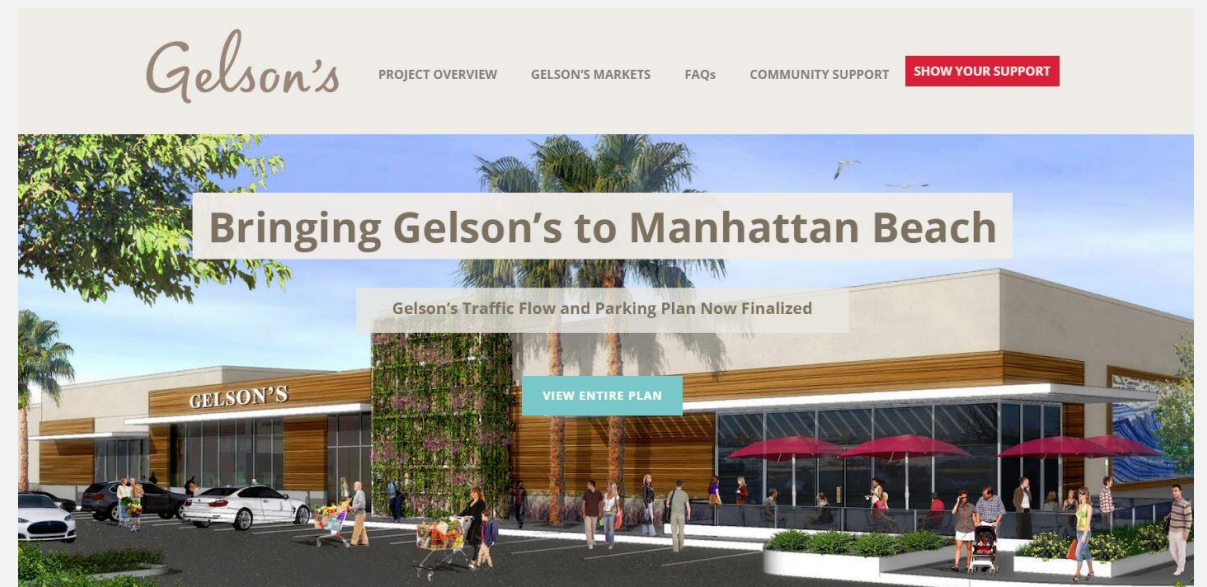 Gelson's
PROJECT OVERVIEW
GELSON'S MARKETS
FAQs
COMMUNITY SUPPORT
SHOW YOUR SUPPORT
Bringing Gelson's to Manhattan Beach
Gelson's Traffic Flow and Parking Plan Now Finalized
VIEW ENTIRE PLAN
GELSON'S